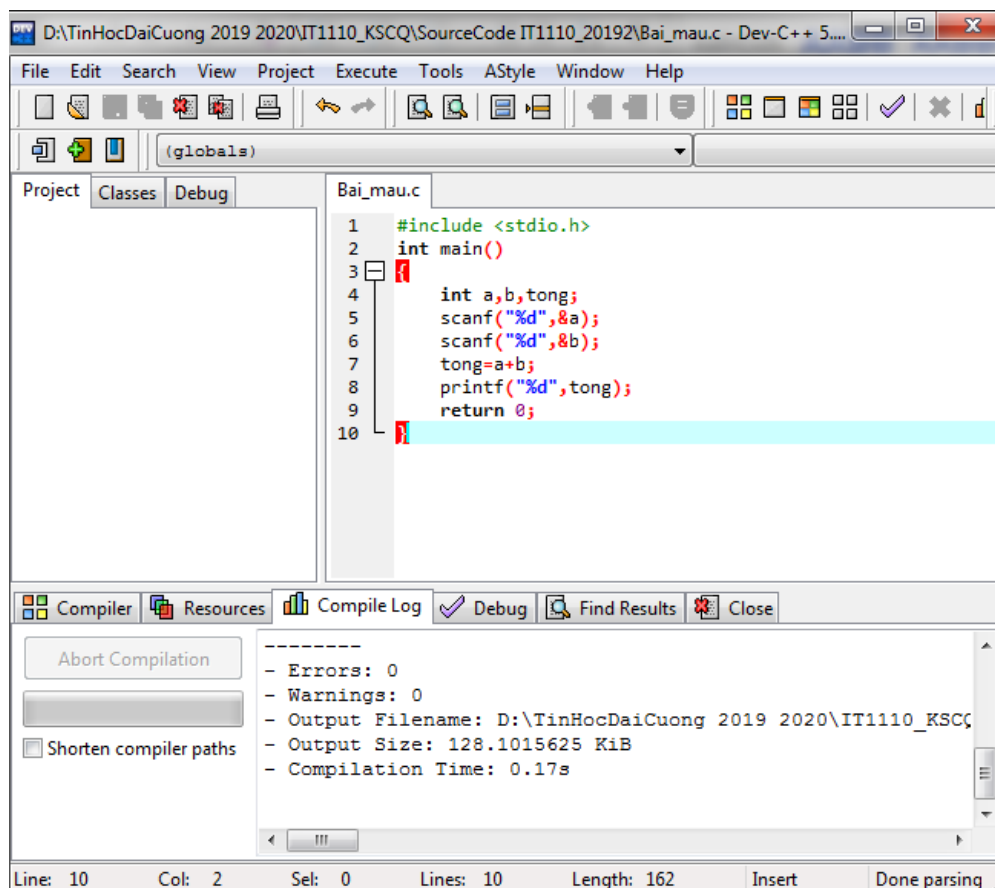 D:\TinHocDaiCuong 2019 2020\IT1110_KSCQ\SourceCode IT1110_20192\Bai_mau.c - Dev-C++ 5....
File Edit Search View Project Execute Tools AStyle Window Help
(globals)
Project Classes Debug
Bai_mau.c
1 #include <stdio.h>
2 int main()
3 {
4 int a,b,tong;
5 scanf("%d",&a);
6 scanf("%d",&b);
7 tong=a+b;
8 printf("%d",tong);
9 return 0;
10 }
Compiler Resources Compile Log Debug Find Results Close
Abort Compilation
Shorten compiler paths
--------
- Errors: 0
- Warnings: 0
- Output Filename: D:\TinHocDaiCuong 2019 2020\IT1110_KSCQ
- Output Size: 128.1015625 KiB
- Compilation Time: 0.17s
Line: 10 Col: 2 Sel: 0 Lines: 10 Length: 162 Insert Done parsing